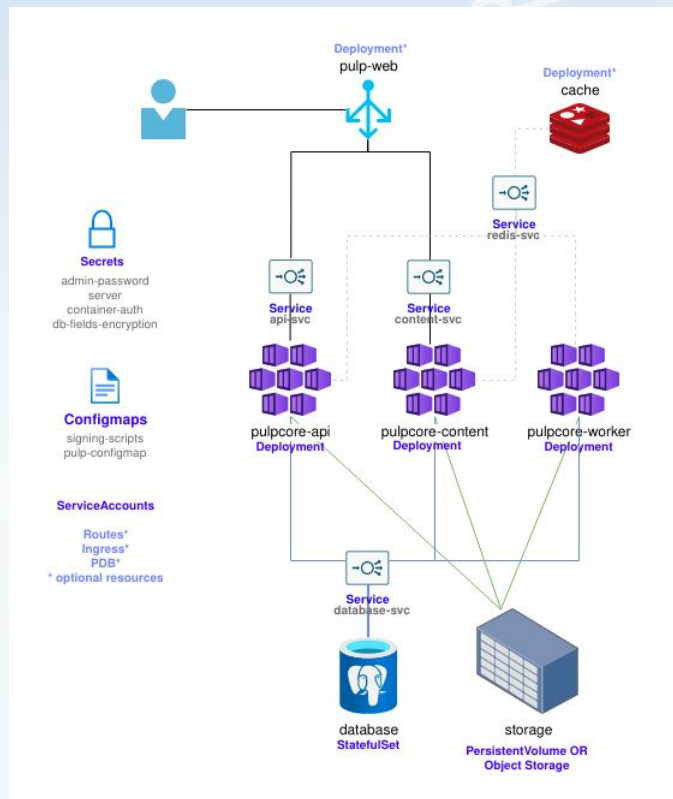 Deployment*
pulp-web
Deployment*
cache
Service
redis-svc
Secrets
admin-password
server
container-auth
db-fields-encryption
Service
api-svc
Service
content-svc
Configmaps
signing-scripts
pulp-configmap
pulpcore-api
Deployment
pulpcore-content
Deployment
pulpcore-worker
Deployment
ServiceAccounts
Routes*
Ingress*
PDB*
* optional resources
Service
database-svc
database
StatefulSet
storage
PersistentVolume OR
Object Storage